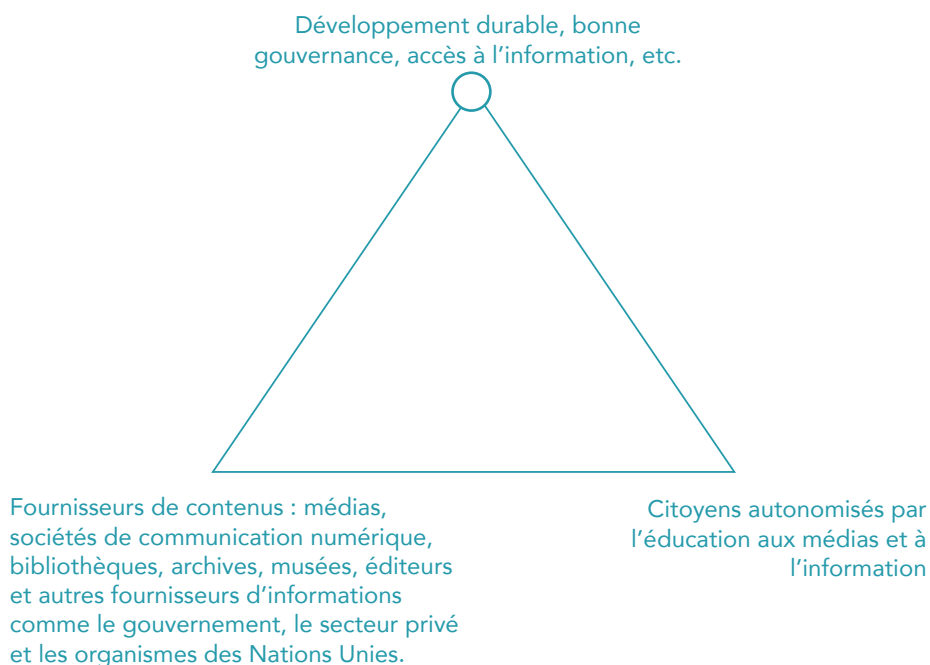 Développement durable, bonne
gouvernance, accès à l’information, etc.
Fournisseurs de contenus : médias,
sociétés de communication numérique,
bibliothèques, archives, musées, éditeurs
et autres fournisseurs d’informations
comme le gouvernement, le secteur privé
et les organismes des Nations Unies.
Citoyens autonomisés par
l’éducation aux médias et à
l’information